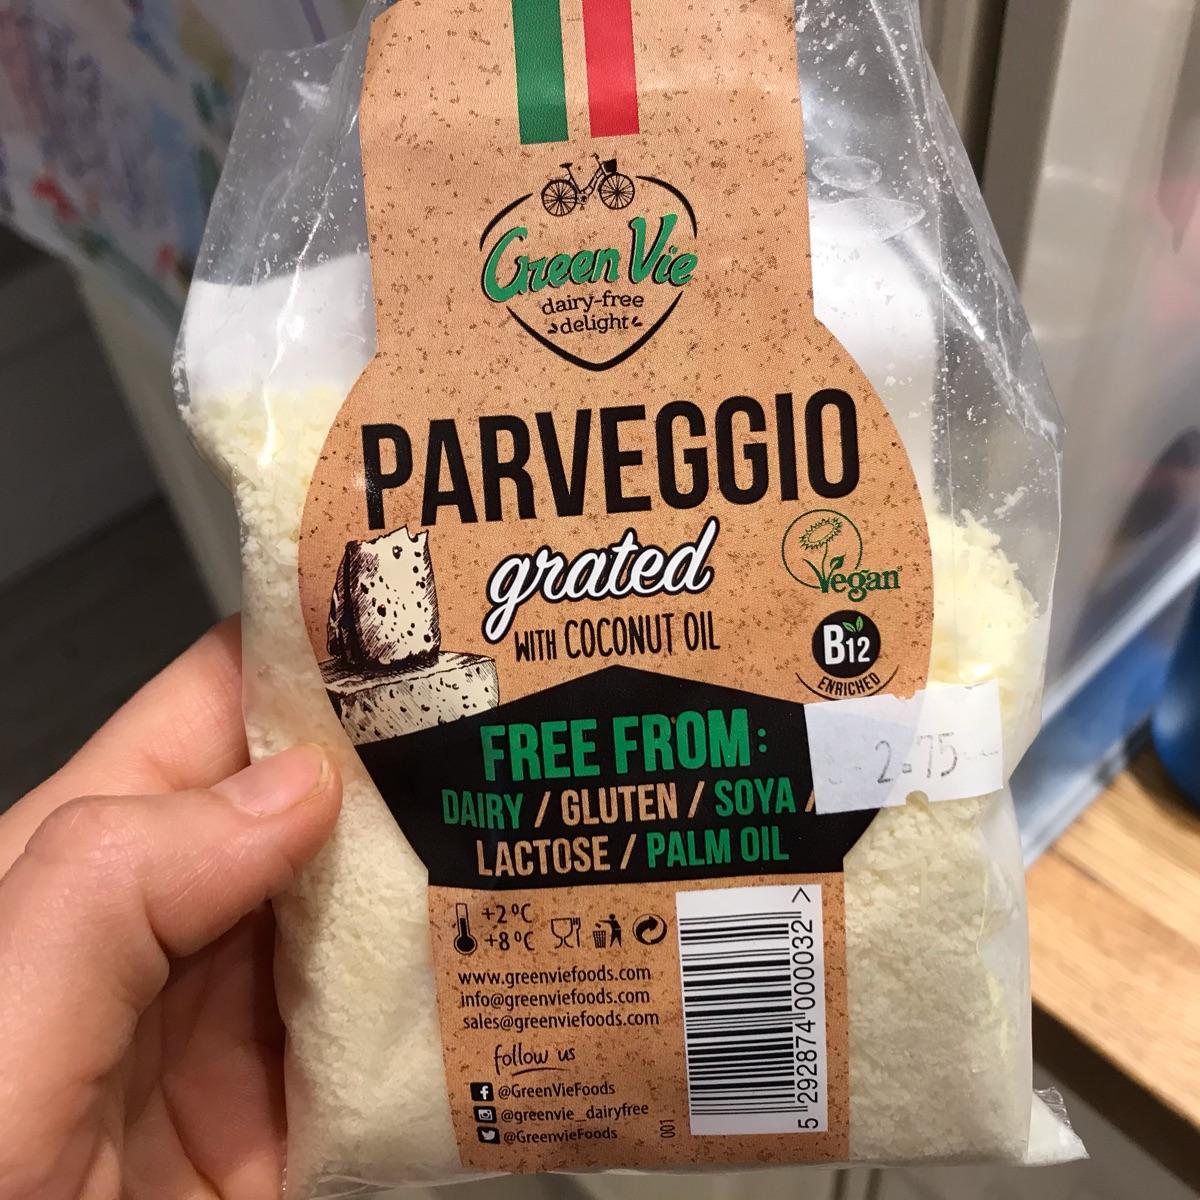 Green Vie
dairy-free
delight
PARVEGGIO
grated
WITH COCONUT OIL
Vegan
B12
ENRICHED
FREE FROM:
2.75
DAIRY / GLUTEN / SOYA /
LACTOSE / PALM OIL
+2 ºC
+8 ºC
www.greenviefoods.com
info@greenviefoods.com
sales@greenviefoods.com
follow us
@GreenVieFoods
@greenvie_dairyfree
@GreenvieFoods
001
5 292874 000032 >